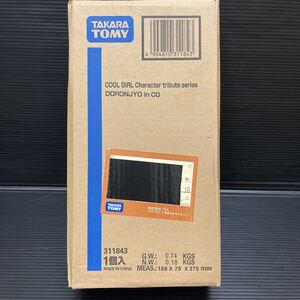 TAKARA
TOMY
4 904810 311843
COOL GIRL Character tribute series
DORONJYO in CG
TAKARA
TOMY
311843
1個入
MADE IN CHINA
G.W.: 0.74 KGS
N.W.: 0.18 KGS
MEAS.: 188 X 78 X 375 mm